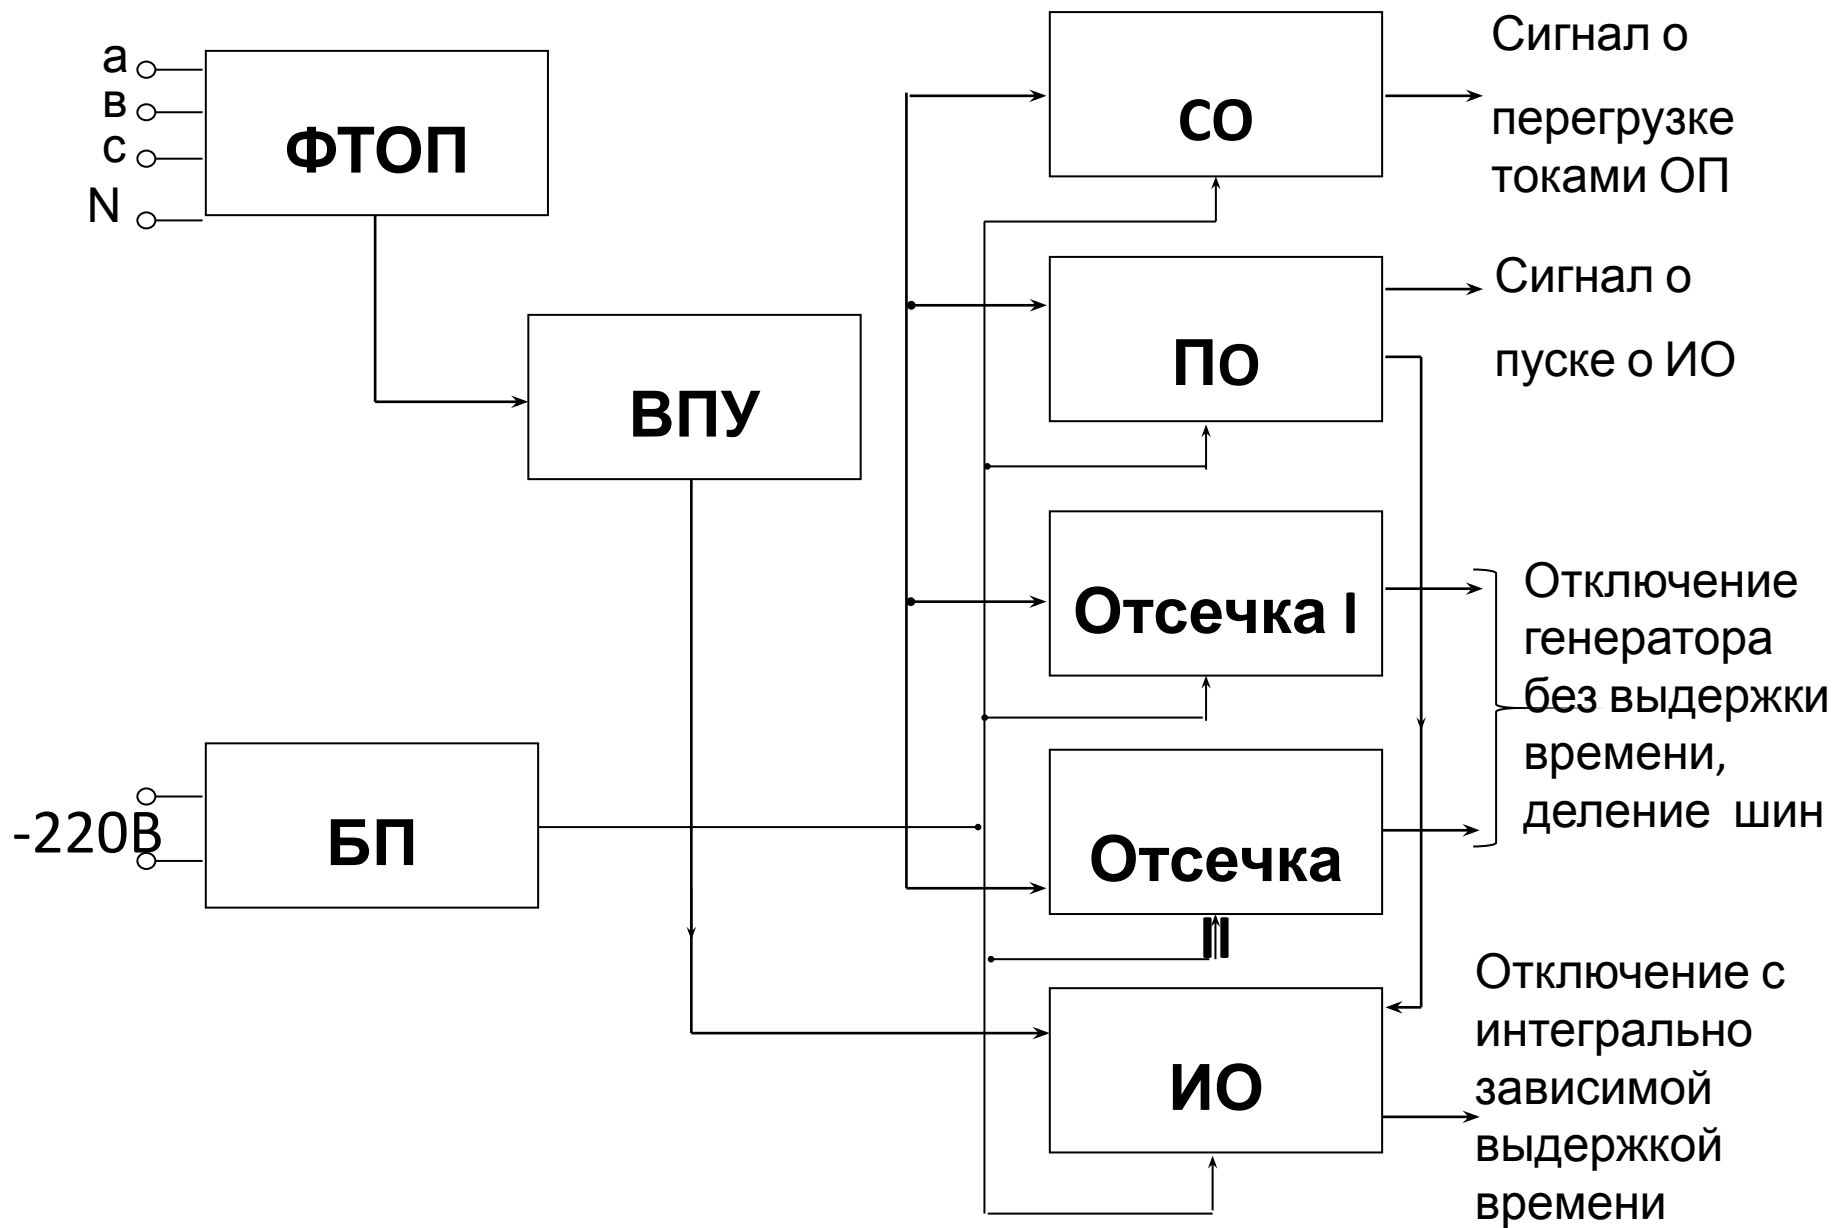 а
в
с
N
ФТОП
ВПУ
-220В
БП
СО
ПО
Отсечка I
Отсечка
II
ИО
Сигнал о
перегрузке
токами ОП
Сигнал о
пуске о ИО
Отключение
генератора
без выдержки
времени,
деление шин
Отключение с
интегрально
зависимой
выдержкой
времени